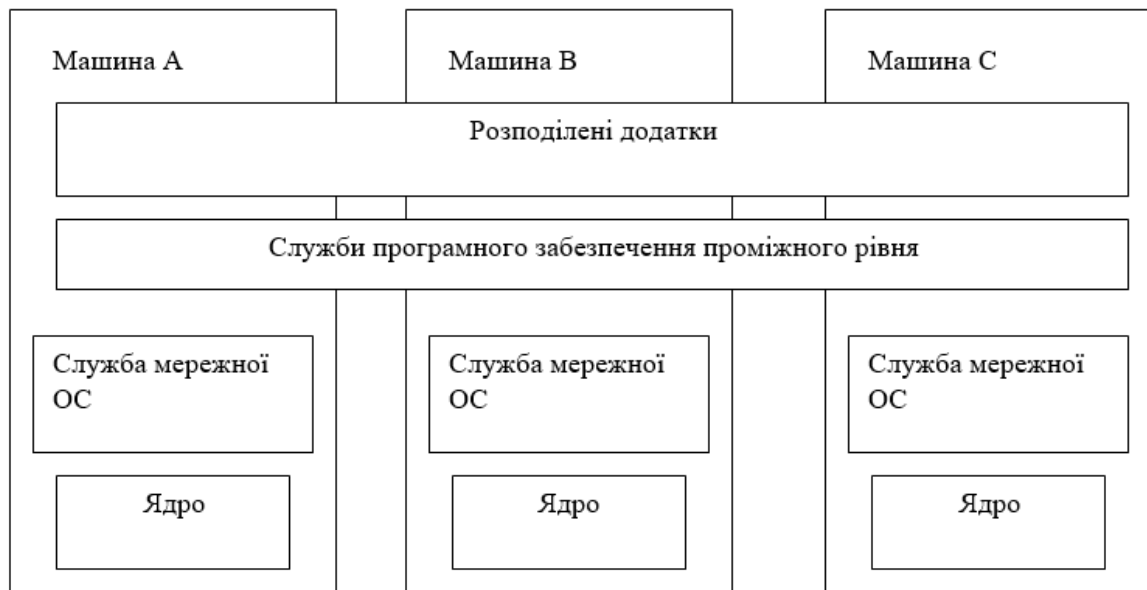 Машина A
Машина B
Машина C
Розподілені додатки
Служби програмного забезпечення проміжного рівня
Служба мережної
ОС
Служба мережної
ОС
Служба мережної
ОС
Ядро
Ядро
Ядро